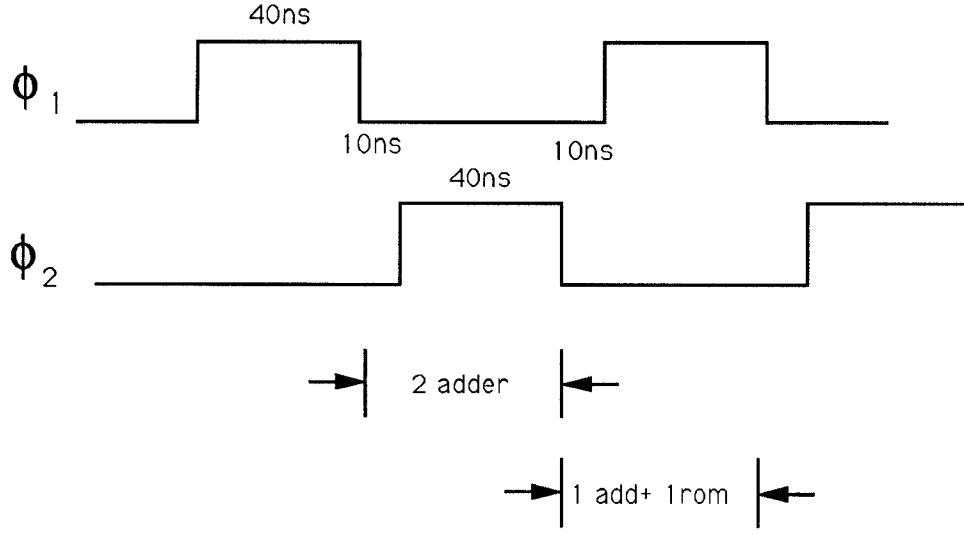 40ns
ϕ1
10ns 10ns
40ns
ϕ2
2 adder
1 add+ 1rom